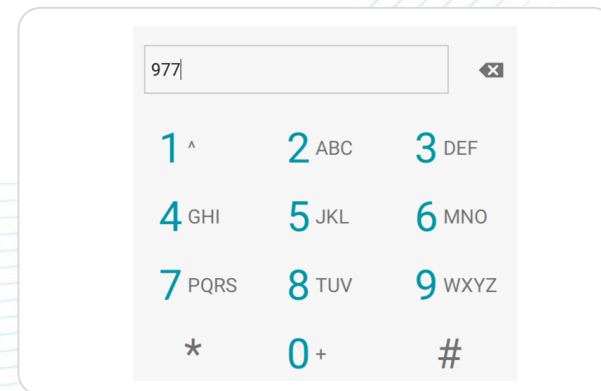 977
1 ^ 2 ABC 3 DEF
4 GHI 5 JKL 6 MNO
7 PQRS 8 TUV 9 WXYZ
* 0 + #